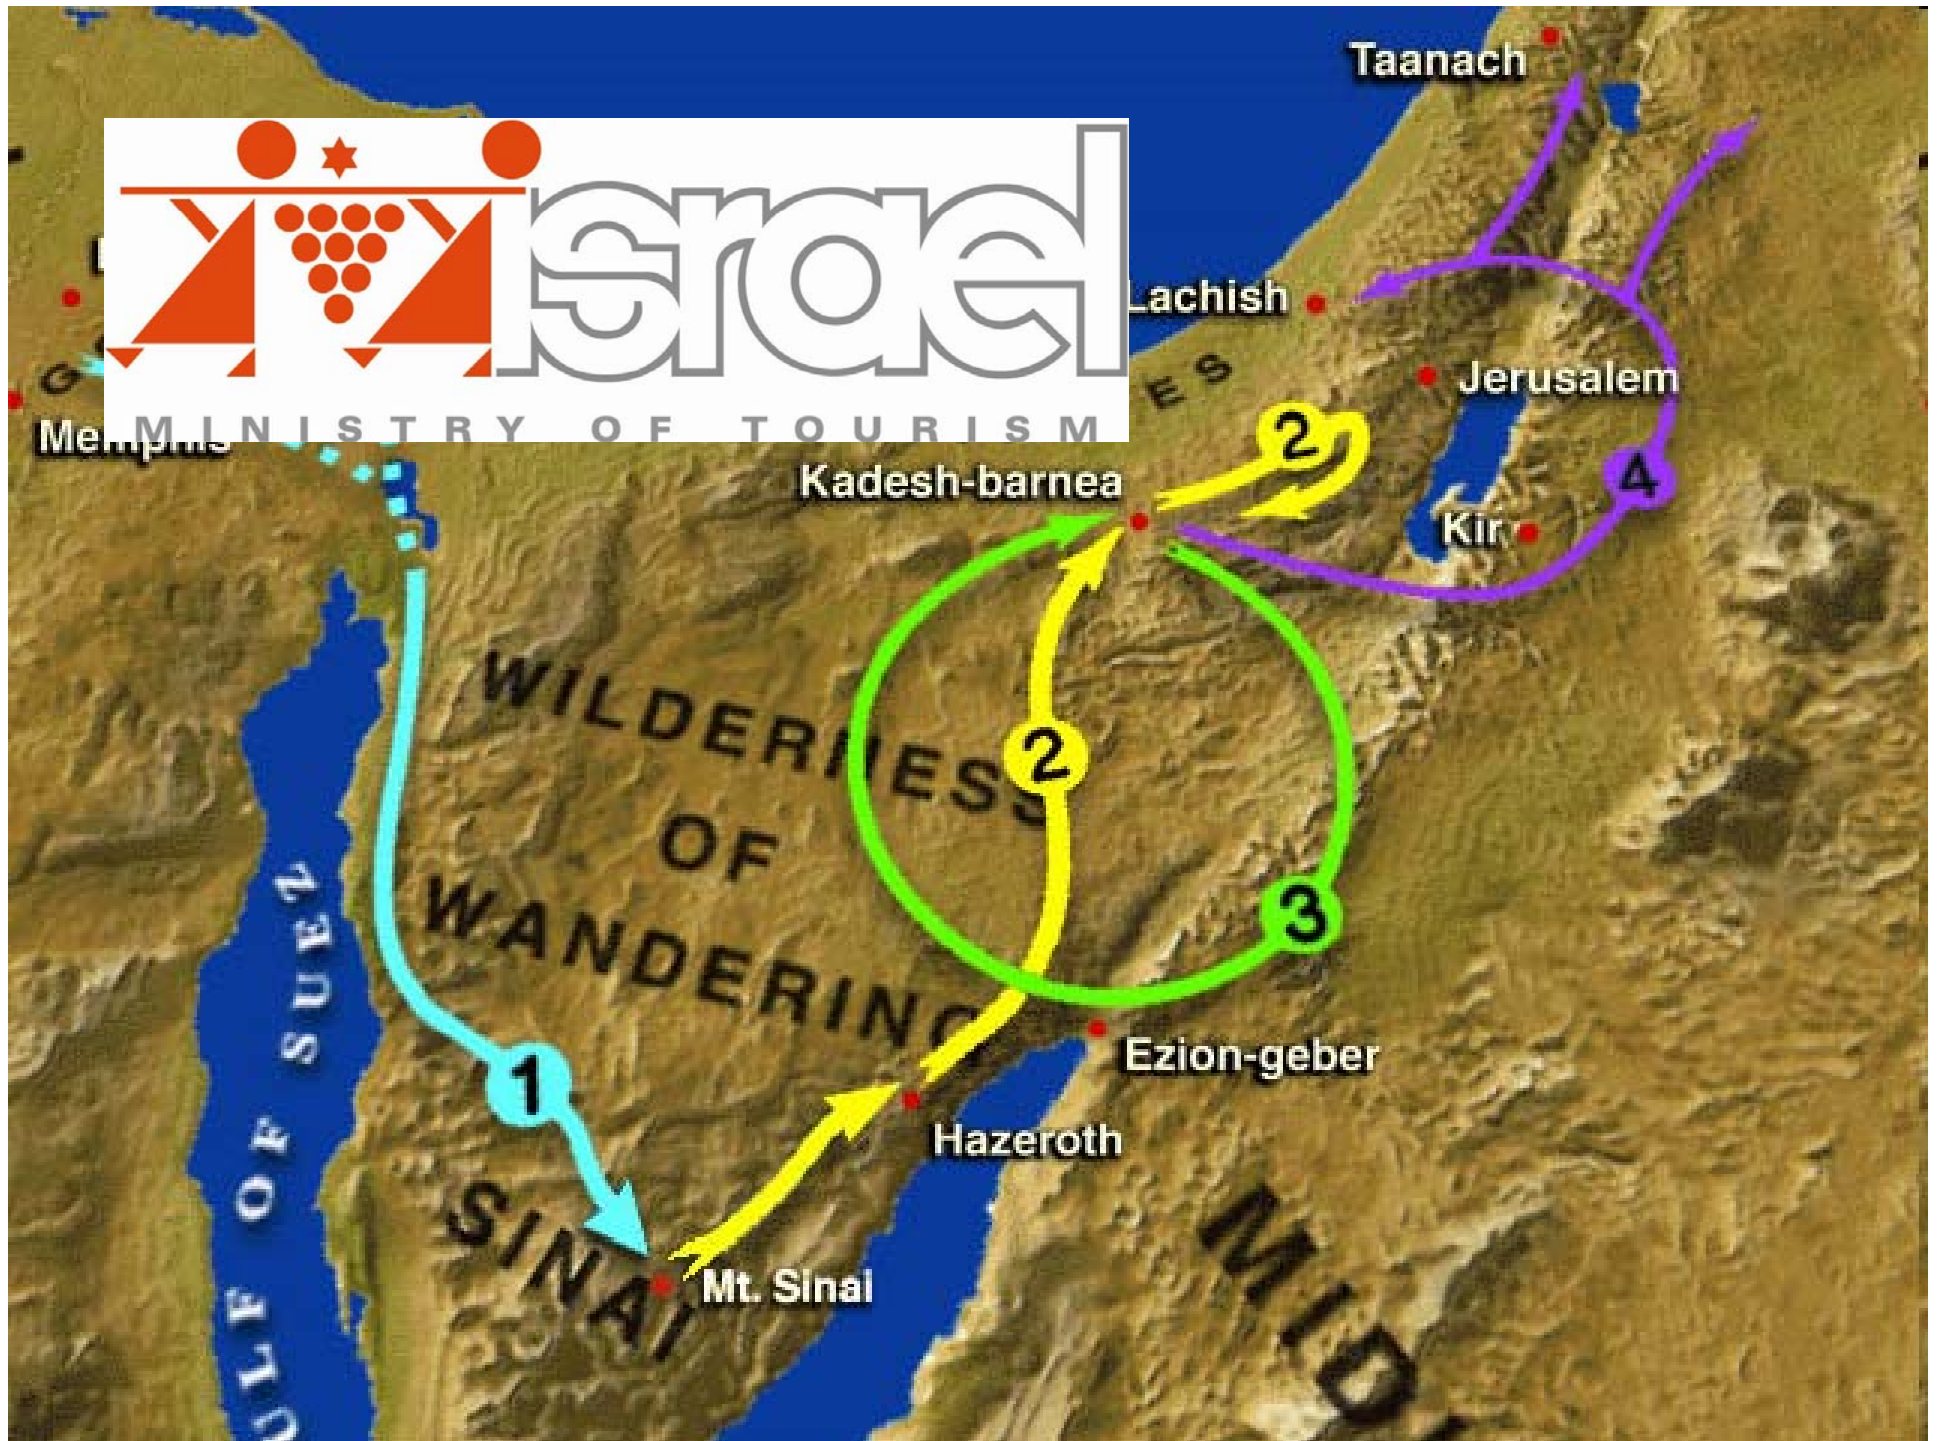 Taanach
israel
Lachish
Jerusalem
MINISTRY OF TOURISM
Memphis
2
Kadesh-barnea
4
Kir
WILDERNESS
2
OF
3
WANDERING
GULF OF SUEZ
Ezion-geber
1
Hazeroth
SINAI
Mt. Sinai